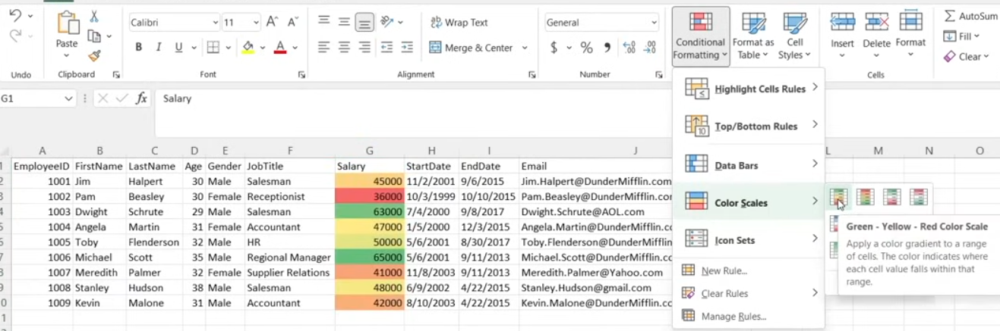 Calibri 11 Wrap Text General AutoSum
Paste Conditional Formatting Format as Table Cell Styles Insert Delete Format Fill
B I U Merge & Center $ % Clear
Undo Clipboard Font Alignment Number Cells
G1 fx Salary
Highlight Cells Rules
Top/Bottom Rules
Data Bars
Color Scales
Icon Sets
New Rule...
Clear Rules
Manage Rules...
Green - Yellow - Red Color Scale
Apply a color gradient to a range
of cells. The color indicates where
each cell value falls within that
range.
A B C D E F G H I J L M N O
1 EmployeeID FirstName LastName Age Gender JobTitle Salary StartDate EndDate Email
2 1001 Jim Halpert 30 Male Salesman 45000 11/2/2001 9/6/2015 Jim.Halpert@DunderMifflin.com
3 1002 Pam Beasley 30 Female Receptionist 36000 10/3/1999 10/10/2015 Pam.Beasley@DunderMifflin.com
4 1003 Dwight Schrute 29 Male Salesman 63000 7/4/2000 9/8/2017 Dwight.Schrute@AOL.com
5 1004 Angela Martin 31 Female Accountant 47000 1/5/2000 12/3/2015 Angela.Martin@DunderMifflin.co
6 1005 Toby Flenderson 32 Male HR 50000 5/6/2001 8/30/2017 Toby.Flenderson@DunderMifflin
7 1006 Michael Scott 35 Male Regional Manager 65000 5/6/2001 9/11/2013 Michael.Scott@DunderMifflin.co
8 1007 Meredith Palmer 32 Female Supplier Relations 41000 11/8/2003 9/11/2013 Meredith.Palmer@Yahoo.com
9 1008 Stanley Hudson 38 Male Salesman 48000 6/9/2002 4/22/2015 Stanley.Hudson@gmail.com
0 1009 Kevin Malone 31 Male Accountant 42000 8/10/2003 4/22/2015 Kevin.Malone@DunderMifflin.co
1